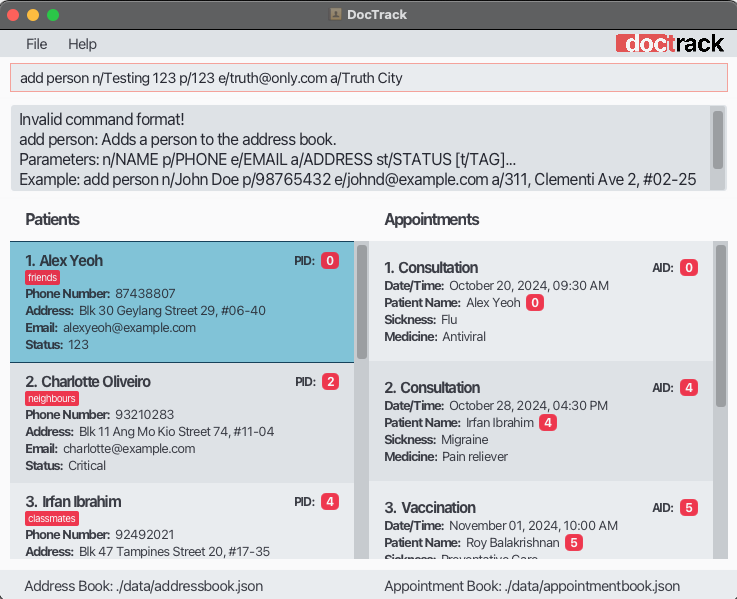 DocTrack
File Help
doctrack
add person n/Testing 123 p/123 e/truth@only.com a/Truth City
Invalid command format!
add person: Adds a person to the address book.
Parameters: n/NAME p/PHONE e/EMAIL a/ADDRESS st/STATUS [t/TAG]...
Example: add person n/John Doe p/98765432 e/johnd@example.com a/311, Clementi Ave 2, #02-25
Patients
1. Alex Yeoh PID: 0
friends
Phone Number: 87438807
Address: Blk 30 Geylang Street 29, #06-40
Email: alexyeoh@example.com
Status: 123
2. Charlotte Oliveiro PID: 2
neighbours
Phone Number: 93210283
Address: Blk 11 Ang Mo Kio Street 74, #11-04
Email: charlotte@example.com
Status: Critical
3. Irfan Ibrahim PID: 4
classmates
Phone Number: 92492021
Address: Blk 47 Tampines Street 20, #17-35
Appointments
1. Consultation AID: 0
Date/Time: October 20, 2024, 09:30 AM
Patient Name: Alex Yeoh 0
Sickness: Flu
Medicine: Antiviral
2. Consultation AID: 4
Date/Time: October 28, 2024, 04:30 PM
Patient Name: Irfan Ibrahim 4
Sickness: Migraine
Medicine: Pain reliever
3. Vaccination AID: 5
Date/Time: November 01, 2024, 10:00 AM
Patient Name: Roy Balakrishnan 5
Sickness: Preventative Care
Address Book: ./data/addressbook.json
Appointment Book: ./data/appointmentbook.json